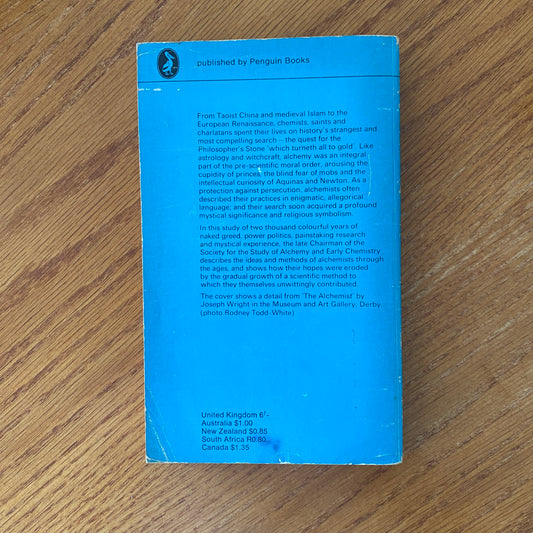 published by Penguin Books
From Taoist China and medieval Islam to the
European Renaissance, chemists, saints and
charlatans spent their lives on history's strangest and
most compelling search – the quest for the
Philosopher's Stone 'which turneth all to gold'. Like
astrology and witchcraft, alchemy was an integral
part of the pre-scientific moral order, arousing the
cupidity of princes, the blind fear of mobs and the
intellectual curiosity of Aquinas and Newton. As a
protection against persecution, alchemists often
described their practices in enigmatic, allegorical
language; and their search soon acquired a profound
mystical significance and religious symbolism.
In this study of two thousand colourful years of
naked greed, power politics, painstaking research
and mystical experience, the late Chairman of the
Society for the Study of Alchemy and Early Chemistry
describes the ideas and methods of alchemists through
the ages, and shows how their hopes were eroded
by the gradual growth of a scientific method to
which they themselves unwittingly contributed.
The cover shows a detail from 'The Alchemist' by
Joseph Wright in the Museum and Art Gallery, Derby
(photo Rodney Todd-White)
United Kingdom 6/-
Australia $1.00
New Zealand $0.85
South Africa R0.80
Canada $1.35